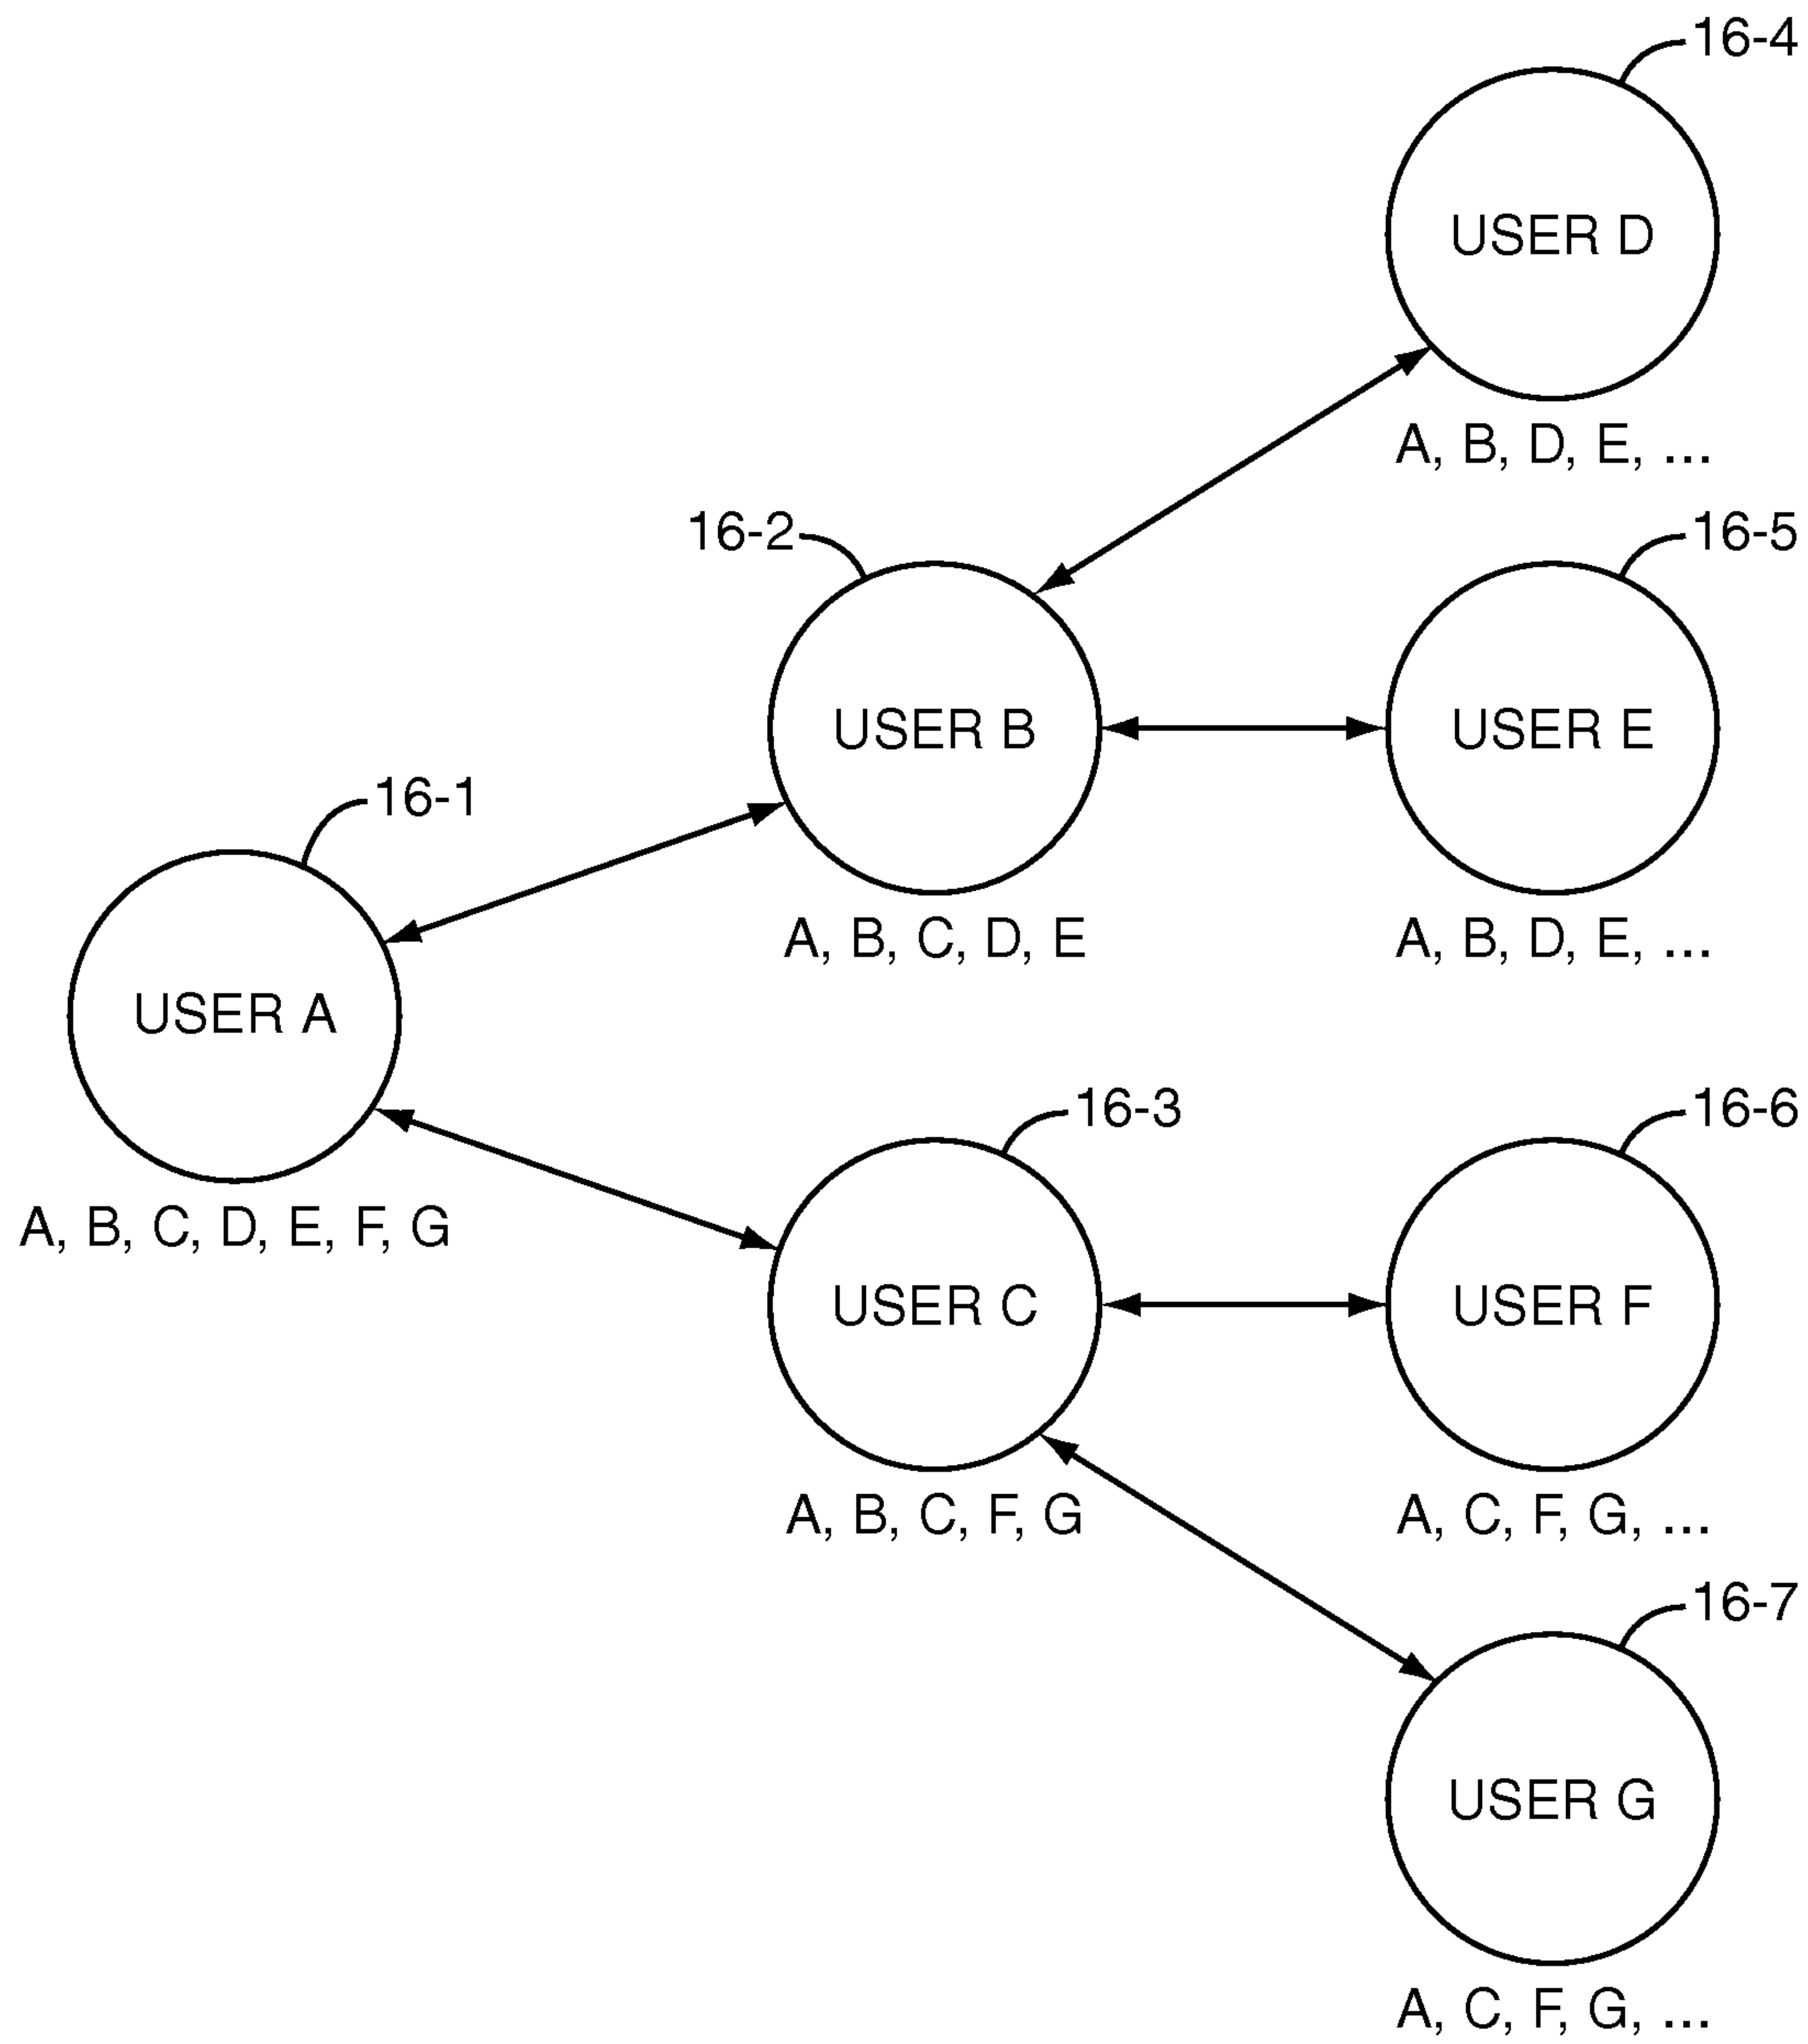 16-4
USER D
A, B, D, E, ...
16-2
16-5
USER B
USER E
A, B, C, D, E
A, B, D, E, ...
16-1
USER A
A, B, C, D, E, F, G
16-3
16-6
USER C
USER F
A, B, C, F, G
A, C, F, G, ...
16-7
USER G
A, C, F, G, ...